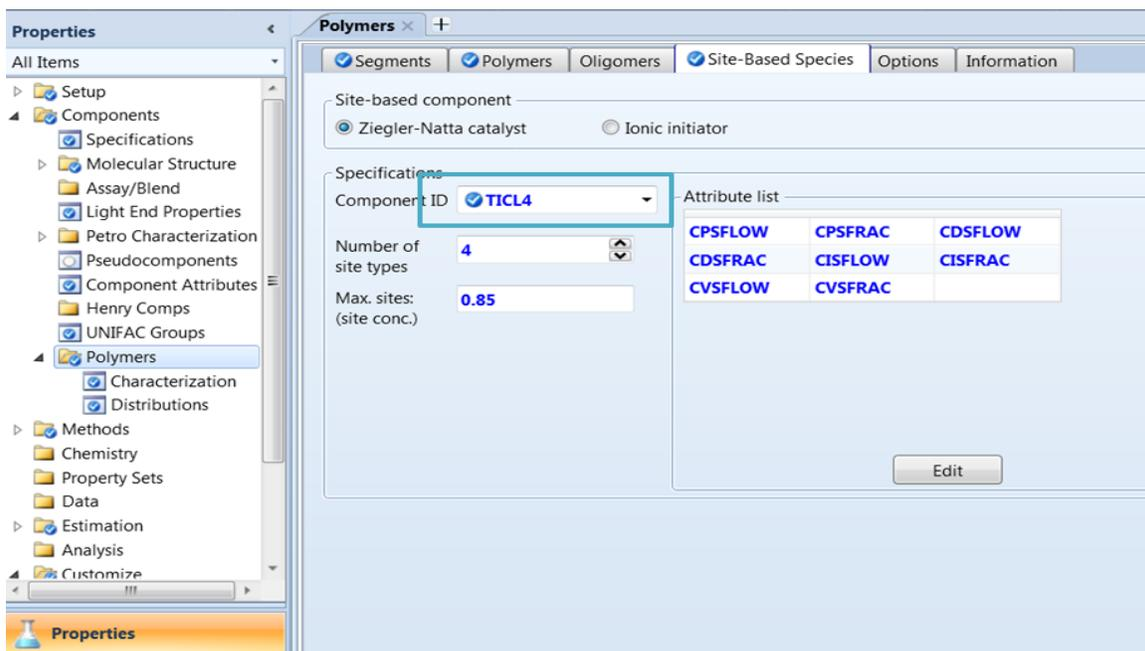 Properties
All Items
Setup
Components
Specifications
Molecular Structure
Assay/Blend
Light End Properties
Petro Characterization
Pseudocomponents
Component Attributes
Henry Comps
UNIFAC Groups
Polymers
Characterization
Distributions
Methods
Chemistry
Property Sets
Data
Estimation
Analysis
Customize
Properties
Polymers
Segments Polymers Oligomers Site-Based Species Options Information
Site-based component
Ziegler-Natta catalyst Ionic initiator
Specifications
Component ID TICL4
Number of
site types
4
Max. sites:
(site conc.)
0.85
Attribute list
CPSFLOW CPSFRAC CDSFLOW
CDSFRAC CISFLOW CISFRAC
CVSFLOW CVSFRAC
Edit